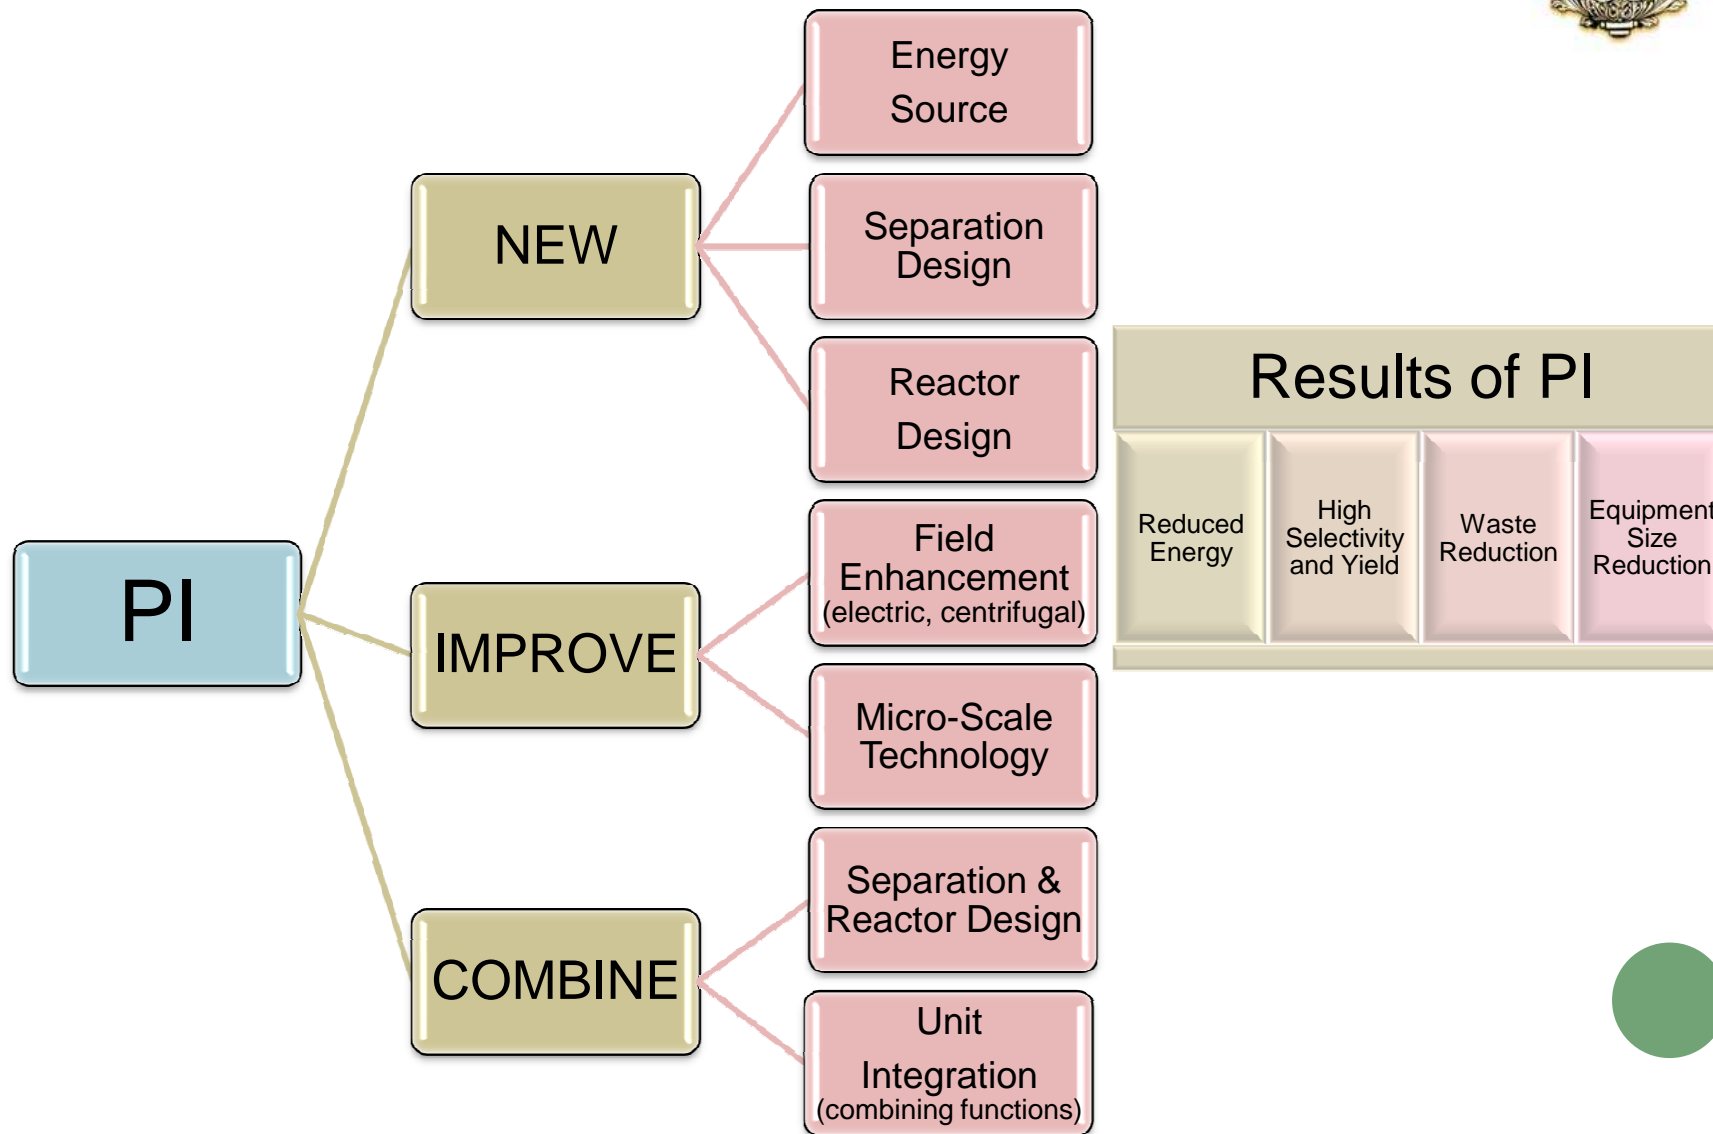 PI
NEW
IMPROVE
COMBINE
Energy
Source
Separation
Design
Reactor
Design
Field
Enhancement
(electric, centrifugal)
Micro-Scale
Technology
Separation &
Reactor Design
Unit
Integration
(combining functions)
Results of PI
Reduced
Energy
High
Selectivity
and Yield
Waste
Reduction
Equipment
Size
Reduction